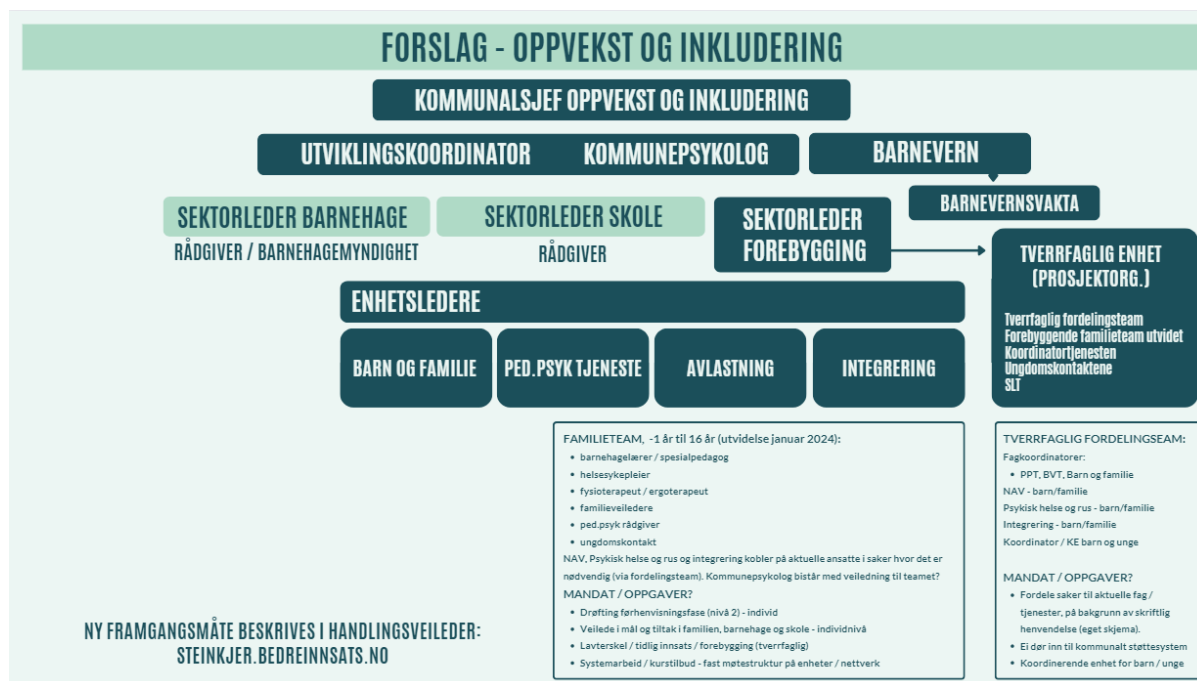 FORSLAG - OPPVEKST OG INKLUDERING
KOMMUNALSJEF OPPVEKST OG INKLUDERING
UTVIKLINGSKOORDINATOR KOMMUNEPSYKOLOG
BARNEVERN
BARNEVERNSVAKTA
SEKTORLEDER BARNEHAGE
RÅDGIVER / BARNEHAGEMYNDIGHET
SEKTORLEDER SKOLE
RÅDGIVER
SEKTORLEDER
FOREBYGGING
TVERRFAGLIG ENHET
(PROSJEKTORG.)
Tverrfaglig fordelingsteam
Forebyggende familieteam utvidet
Koordinatortjenesten
Ungdomskontaktene
SLT
ENHETSLEDERE
BARN OG FAMILIE
PED.PSYK TJENESTE
AVLASTNING
INTEGRERING
FAMILIETEAM, -1 år til 16 år (utvidelse januar 2024):
• barnehagelærer / spesialpedagog
• helsesykepleier
• fysioterapeut / ergoterapeut
• familieveiledere
• ped.psyk rådgiver
• ungdomskontakt
NAV, Psykisk helse og rus og integrering kobler på aktuelle ansatte i saker hvor det er
nødvendig (via fordelingsteam). Kommunepsykolog bistår med veiledning til teamet?
MANDAT / OPPGAVER?
• Drøfting førhenvisningsfase (nivå 2) - individ
• Veilede i mål og tiltak i familien, barnehage og skole - individnivå
• Lavterskel / tidlig innsats / forebygging (tverrfaglig)
• Systemarbeid / kurstilbud - fast møtestruktur på enheter / nettverk
TVERRFAGLIG FORDELINGSEAM:
Fagkoordinatorer:
• PPT, BVT, Barn og familie
NAV - barn/familie
Psykisk helse og rus - barn/familie
Integrering - barn/familie
Koordinator / KE barn og unge
MANDAT / OPPGAVER?
• Fordele saker til aktuelle fag /
tjenester, på bakgrunn av skriftlig
henvendelse (eget skjema).
• Ei dør inn til kommunalt støttesystem
• Koordinerende enhet for barn / unge
NY FRAMGANGSMÅTE BESKRIVES I HANDLINGSVEILEDER:
STEINKJER.BEDREINNSATS.NO